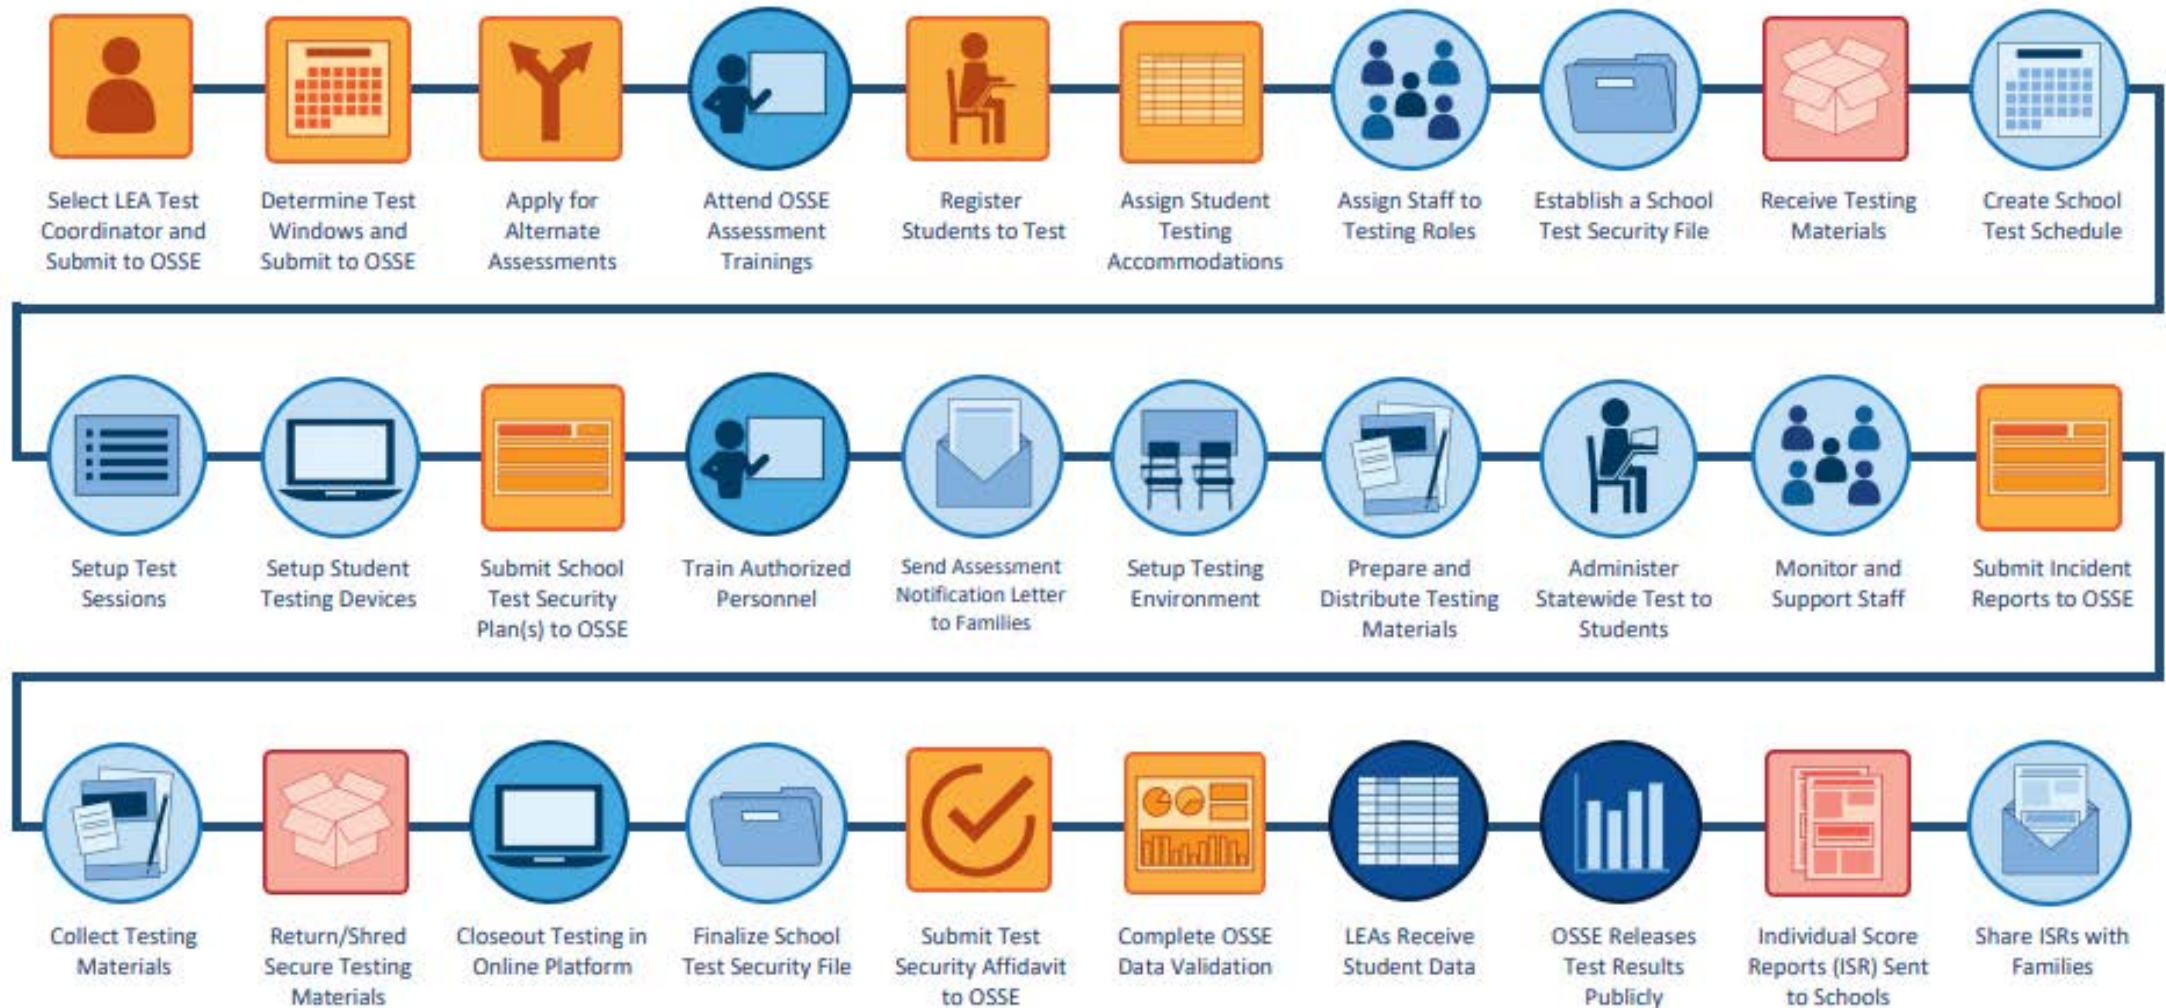 Select LEA Test
Coordinator and
Submit to OSSE
Determine Test
Windows and
Submit to OSSE
Apply for
Alternate
Assessments
Attend OSSE
Assessment
Trainings
Register
Students to Test
Assign Student
Testing
Accommodations
Assign Staff to
Testing Roles
Establish a School
Test Security File
Receive Testing
Materials
Create School
Test Schedule
Setup Test
Sessions
Setup Student
Testing Devices
Submit School
Test Security
Plan(s) to OSSE
Train Authorized
Personnel
Send Assessment
Notification Letter
to Families
Setup Testing
Environment
Prepare and
Distribute Testing
Materials
Administer
Statewide Test to
Students
Monitor and
Support Staff
Submit Incident
Reports to OSSE
Collect Testing
Materials
Return/Shred
Secure Testing
Materials
Closeout Testing in
Online Platform
Finalize School
Test Security File
Submit Test
Security Affidavit
to OSSE
Complete OSSE
Data Validation
LEAs Receive
Student Data
OSSE Releases
Test Results
Publicly
Individual Score
Reports (ISR) Sent
to Schools
Share ISRs with
Families